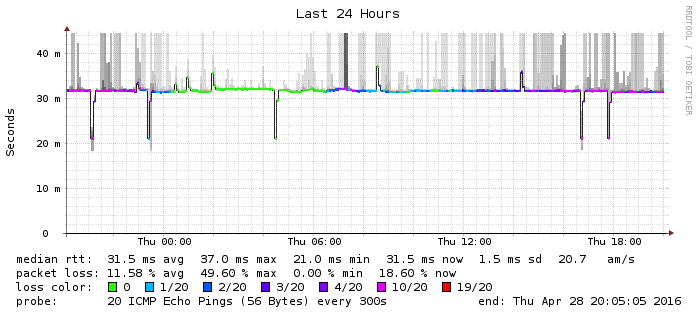 Last 24 Hours
RRDTOOL / TOBI OETIKER
Seconds
40 m
30 m
20 m
10 m
0
Thu 00:00 Thu 06:00 Thu 12:00 Thu 18:00
median rtt: 31.5 ms avg 37.0 ms max 21.0 ms min 31.5 ms now 1.5 ms sd 20.7 am/s
packet loss: 11.58 % avg 49.60 % max 0.00 % min 18.60 % now
loss color: 0 1/20 2/20 3/20 4/20 10/20 19/20
probe: 20 ICMP Echo Pings (56 Bytes) every 300s end: Thu Apr 28 20:05:05 2016